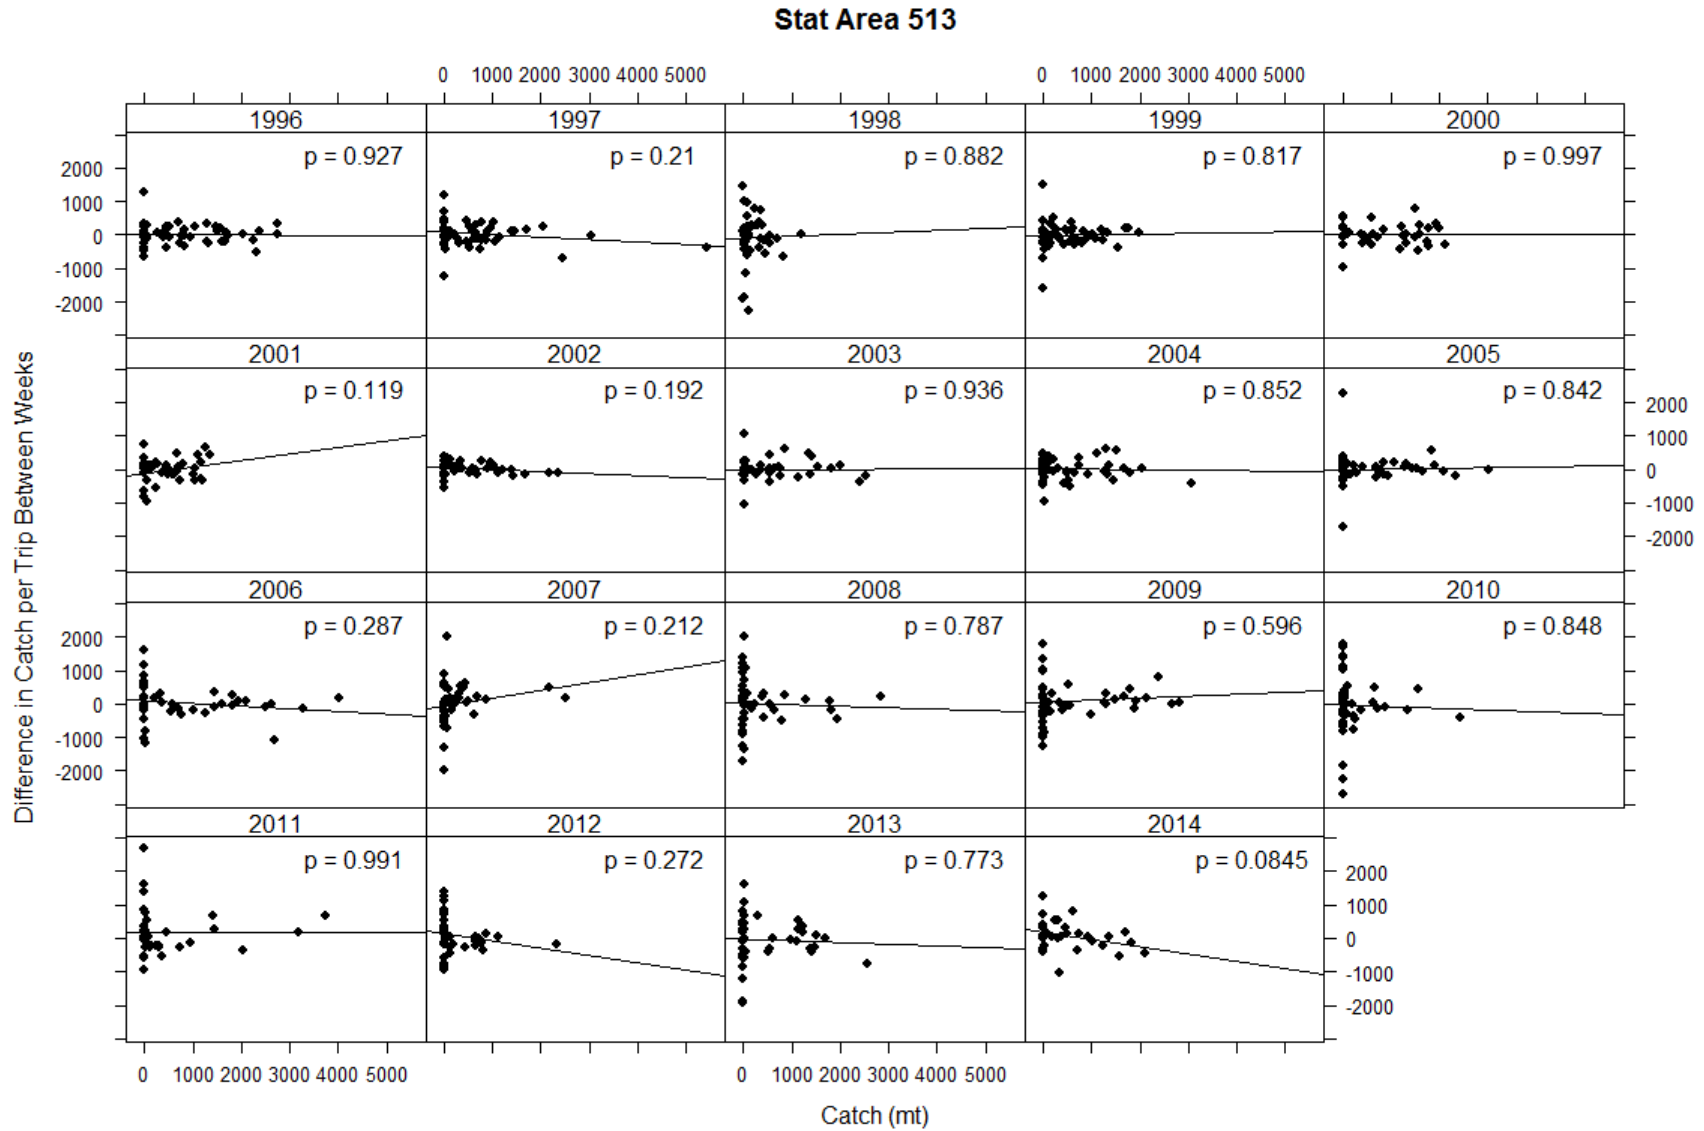 Stat Area 513
0 1000 2000 3000 4000 5000 0 1000 2000 3000 4000 5000
1996 1997 1998 1999 2000
p = 0.927 p = 0.21 p = 0.882 p = 0.817 p = 0.997
2000
1000
0
-1000
-2000
2001 2002 2003 2004 2005
p = 0.119 p = 0.192 p = 0.936 p = 0.852 p = 0.842
2000
1000
0
-1000
-2000
Difference in Catch per Trip Between Weeks
2006 2007 2008 2009 2010
p = 0.287 p = 0.212 p = 0.787 p = 0.596 p = 0.848
2000
1000
0
-1000
-2000
2011 2012 2013 2014
p = 0.991 p = 0.272 p = 0.773 p = 0.0845
2000
1000
0
-1000
-2000
0 1000 2000 3000 4000 5000 0 1000 2000 3000 4000 5000
Catch (mt)